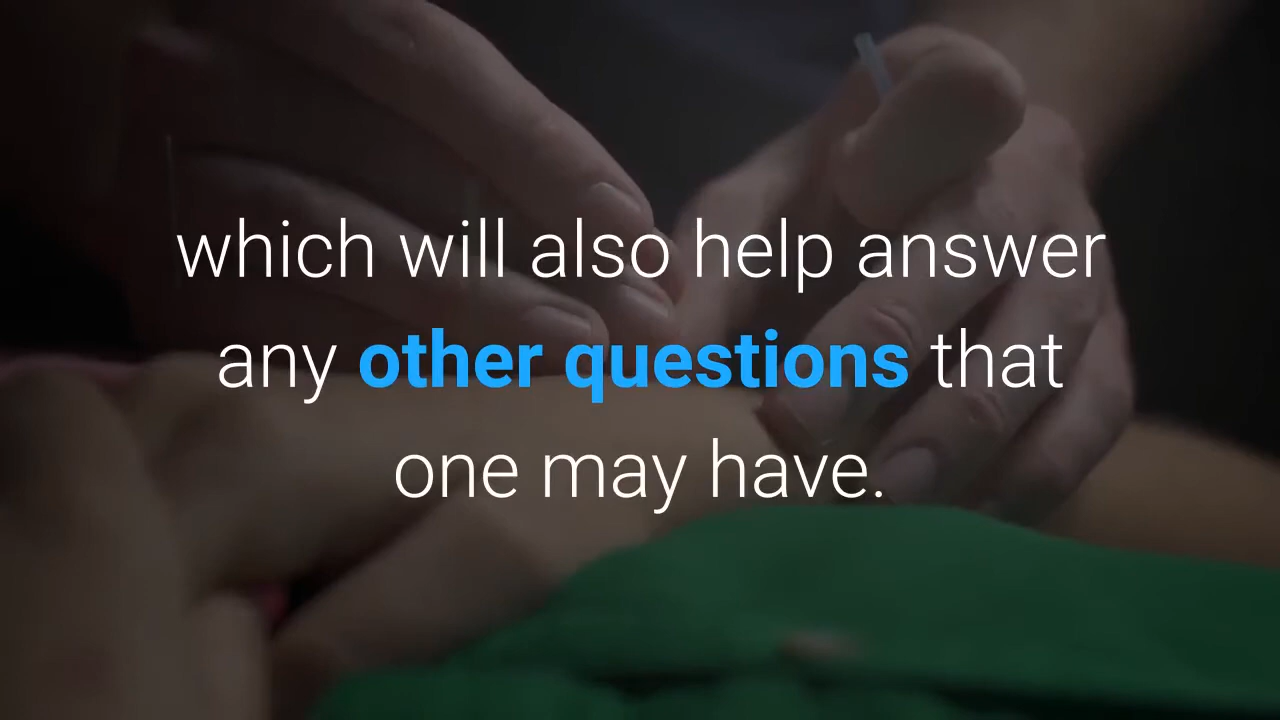 which will also help answer
any other questions that
one may have.